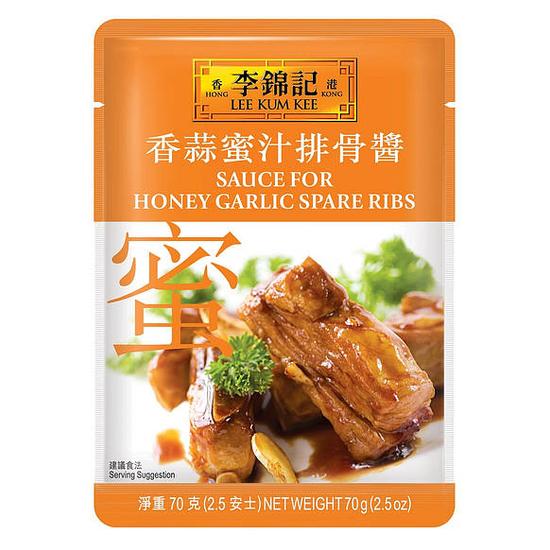 香 李錦記 港
HONG LEE KUM KEE KONG
香蒜蜜汁排骨醬
SAUCE FOR
HONEY GARLIC SPARE RIBS
蜜
建議食法
Serving Suggestion
淨重 70 克 (2.5 安士) NET WEIGHT 70 g (2.5 oz)